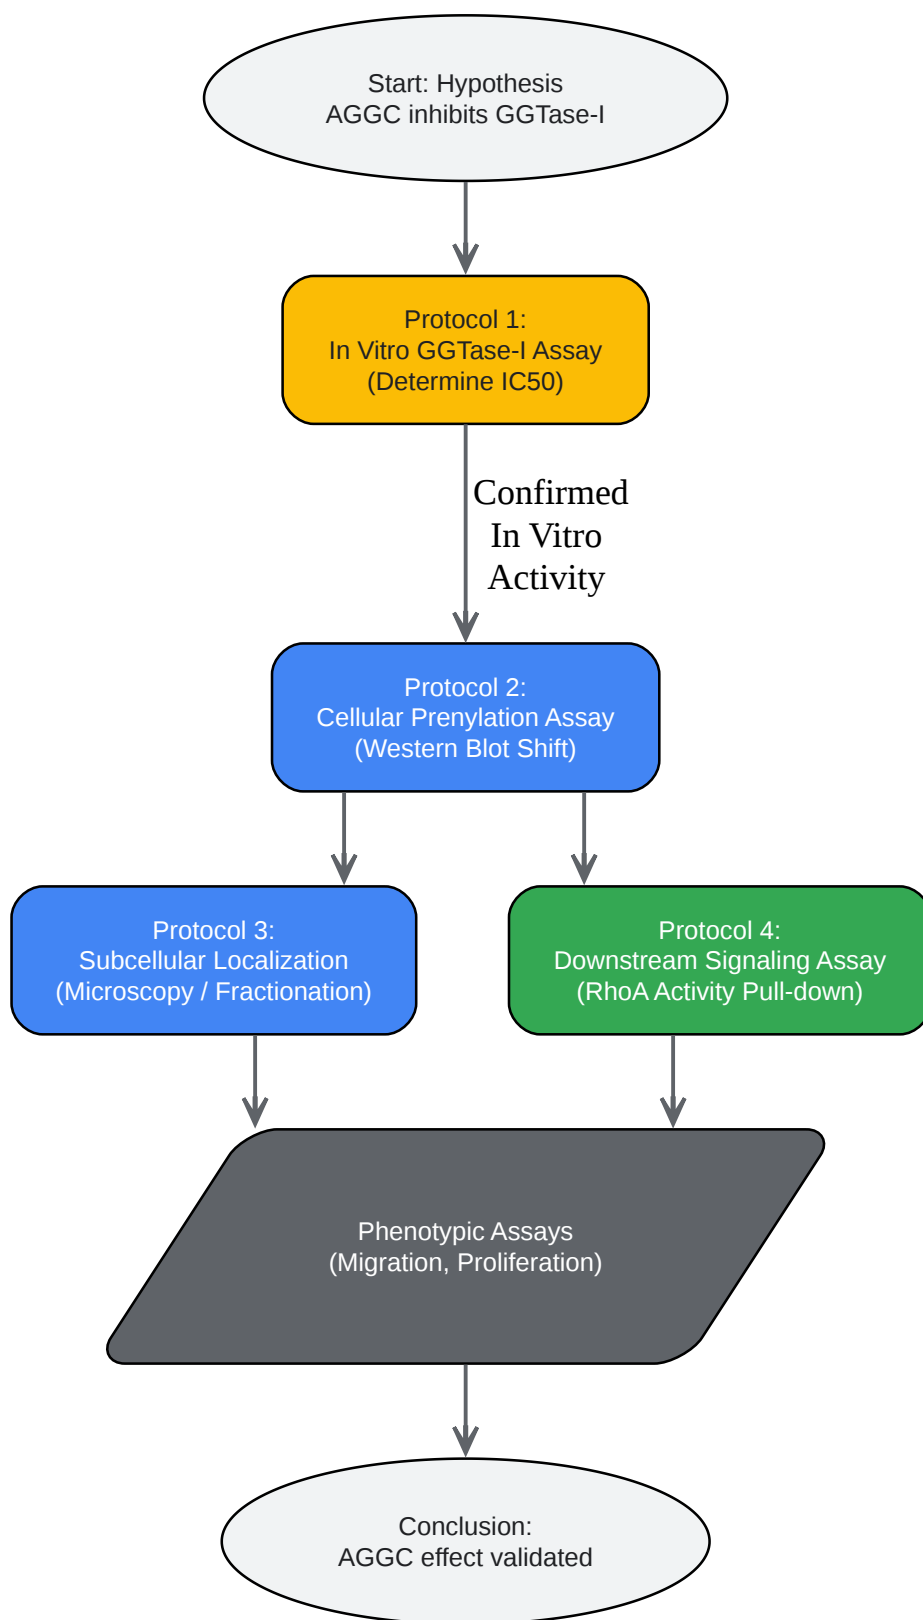 Start: Hypothesis
AGGC inhibits GGTase-I
Protocol 1:
In Vitro GGTase-I Assay
(Determine IC50)
Confirmed
In Vitro
Activity
Protocol 2:
Cellular Prenylation Assay
(Western Blot Shift)
Protocol 3:
Subcellular Localization
(Microscopy / Fractionation)
Protocol 4:
Downstream Signaling Assay
(RhoA Activity Pull-down)
Phenotypic Assays
(Migration, Proliferation)
Conclusion:
AGGC effect validated